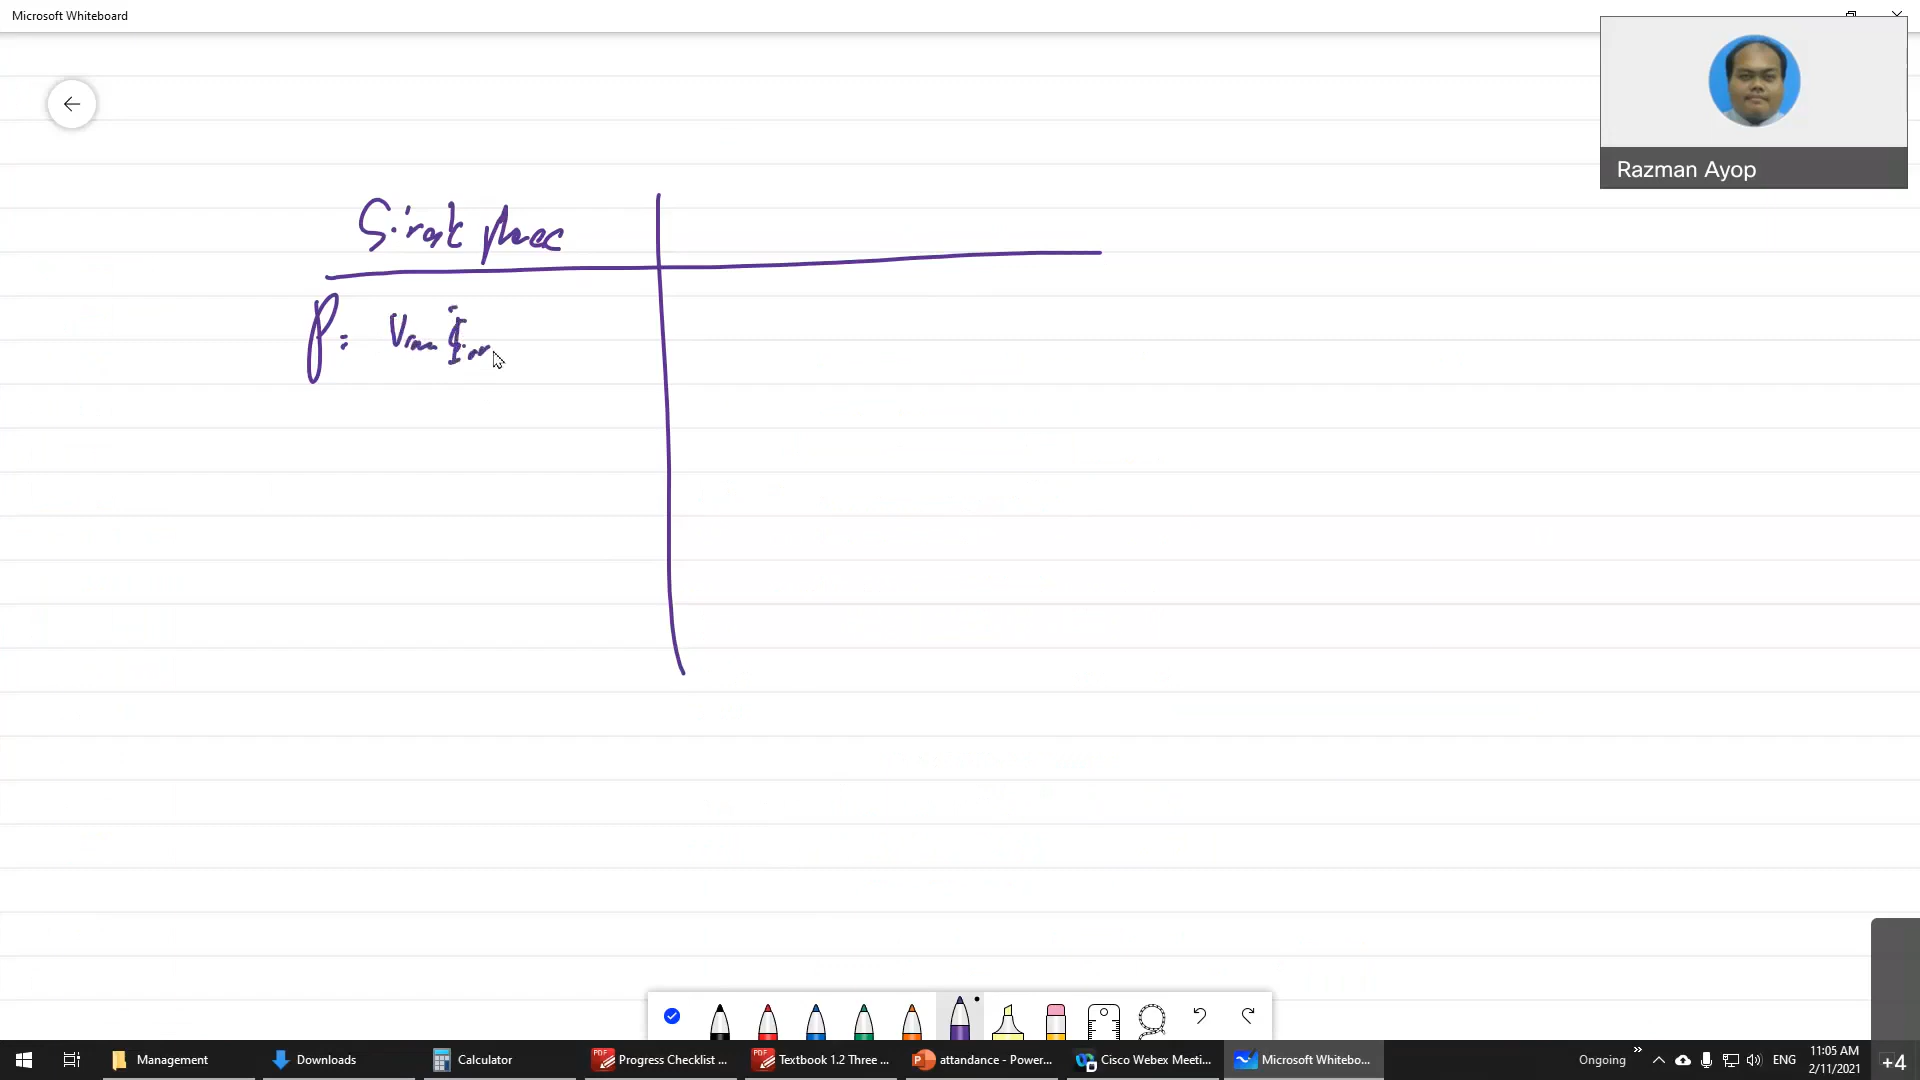 Microsoft Whiteboard
Razman Ayop
Single phase
P = Vrms Irms
Management
Downloads
Calculator
Progress Checklist ...
Textbook 1.2 Three ...
attandance - Power...
Cisco Webex Meeti...
Microsoft Whitebo...
Ongoing
ENG
11:05 AM
2/11/2021
+4